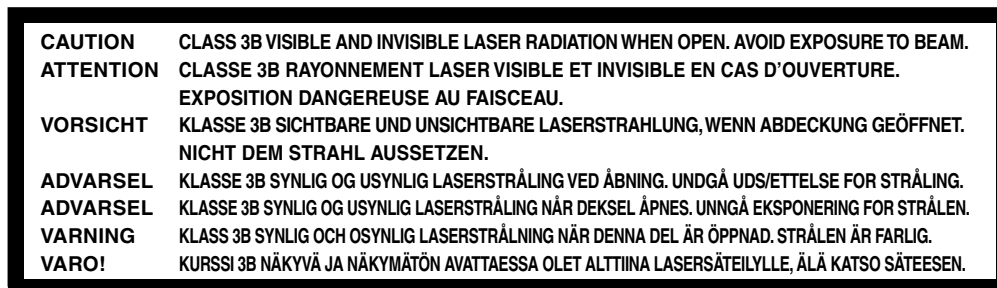 CAUTION CLASS 3B VISIBLE AND INVISIBLE LASER RADIATION WHEN OPEN. AVOID EXPOSURE TO BEAM.
ATTENTION CLASSE 3B RAYONNEMENT LASER VISIBLE ET INVISIBLE EN CAS D'OUVERTURE.
EXPOSITION DANGEREUSE AU FAISCEAU.
VORSICHT KLASSE 3B SICHTBARE UND UNSICHTBARE LASERSTRAHLUNG, WENN ABDECKUNG GEÖFFNET.
NICHT DEM STRAHL AUSSETZEN.
ADVARSEL KLASSE 3B SYNLIG OG USYNLIG LASERSTRÅLING VED ÅBNING. UNDGÅ UDS/ETTELSE FOR STRÅLING.
ADVARSEL KLASSE 3B SYNLIG OG USYNLIG LASERSTRÅLING NÅR DEKSEL ÅPNES. UNNGÅ EKSPONERING FOR STRÅLEN.
VARNING KLASS 3B SYNLIG OCH OSYNLIG LASERSTRÅLNING NÄR DENNA DEL ÄR ÖPPNAD. STRÅLEN ÄR FARLIG.
VARO! KURSSI 3B NÄKYVÄ JA NÄKYMÄTÖN AVATTAESSA OLET ALTTIINA LASERSÄTEILYLLE, ÄLÄ KATSO SÄTEESEN.